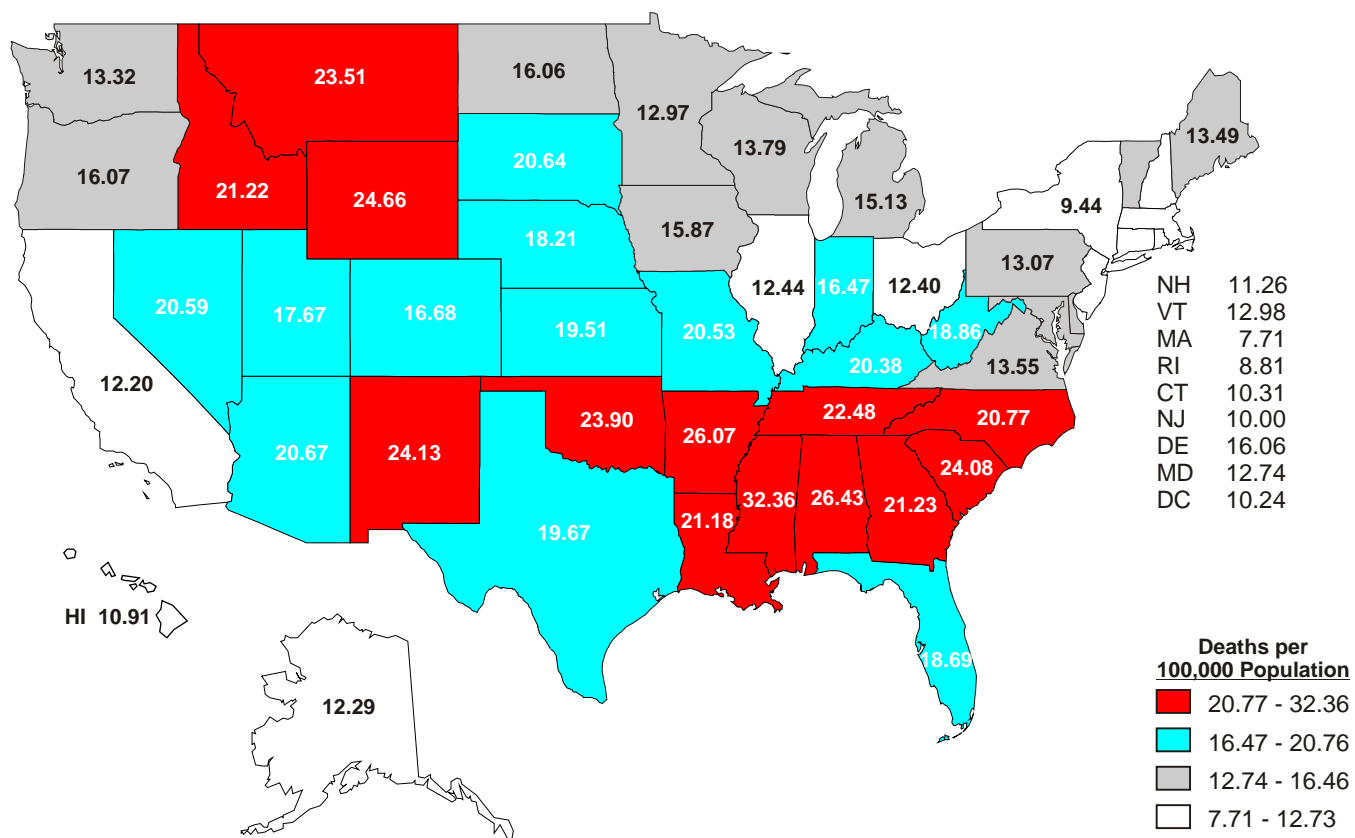 13.32
23.51
16.06
12.97
13.49
16.07
21.22
24.66
20.64
13.79
15.13
9.44
18.21
15.87
13.07
20.59
17.67
16.68
19.51
20.53
12.44
16.47
12.40
18.86
20.38
13.55
12.20
20.67
24.13
23.90
26.07
22.48
20.77
24.08
19.67
21.18
32.36
26.43
21.23
18.69
HI 10.91
12.29
NH 11.26
VT 12.98
MA 7.71
RI 8.81
CT 10.31
NJ 10.00
DE 16.06
MD 12.74
DC 10.24
Deaths per
100,000 Population
20.77 - 32.36
16.47 - 20.76
12.74 - 16.46
7.71 - 12.73